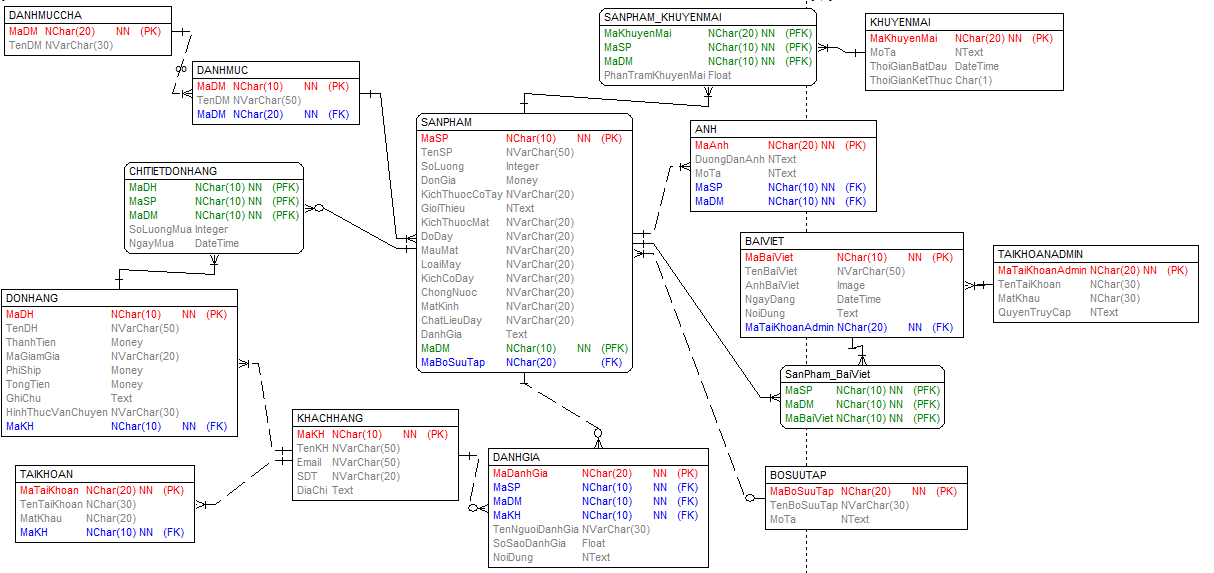 DANHMUCCHA
MaDM NChar(20) NN (PK)
TenDM NVarChar(30)
DANHMUC
MaDM NChar(10) NN (PK)
TenDM NVarChar(50)
MaDM NChar(20) NN (FK)
SANPHAM_KHUYENMAI
MaKhuyenMai NChar(20) NN (PFK)
MaSP NChar(10) NN (PFK)
MaDM NChar(10) NN (PFK)
PhanTramKhuyenMai Float
KHUYENMAI
MaKhuyenMai NChar(20) NN (PK)
MoTa NText
ThoiGianBatDau DateTime
ThoiGianKetThuc Char(1)
SANPHAM
MaSP NChar(10) NN (PK)
TenSP NVarChar(50)
SoLuong Integer
DonGia Money
KichThuocCoTay NVarChar(20)
GioiThieu NText
KichThuocMat NVarChar(20)
DoDay NVarChar(20)
MauMat NVarChar(20)
LoaiMay NVarChar(20)
KichCoDay NVarChar(20)
ChongNuoc NVarChar(20)
MatKinh NVarChar(20)
ChatLieuDay NVarChar(20)
DanhGia Text
MaDM NChar(10) NN (PFK)
MaBoSuuTap NChar(20) (FK)
ANH
MaAnh NChar(20) NN (PK)
DuongDanAnh NText
MoTa NText
MaSP NChar(10) NN (FK)
MaDM NChar(10) NN (FK)
CHITIETDONHANG
MaDH NChar(10) NN (PFK)
MaSP NChar(10) NN (PFK)
MaDM NChar(10) NN (PFK)
SoLuongMua Integer
NgayMua DateTime
BAIVIET
MaBaiViet NChar(10) NN (PK)
TenBaiViet NVarChar(50)
AnhBaiViet Image
NgayDang DateTime
NoiDung Text
MaTaiKhoanAdmin NChar(20) NN (FK)
TAIKHOANADMIN
MaTaiKhoanAdmin NChar(20) NN (PK)
TenTaiKhoan NChar(30)
MatKhau NChar(30)
QuyenTruyCap NText
DONHANG
MaDH NChar(10) NN (PK)
TenDH NVarChar(50)
ThanhTien Money
MaGiamGia NVarChar(20)
PhiShip Money
TongTien Money
GhiChu Text
HinhThucVanChuyen NVarChar(30)
MaKH NChar(10) NN (FK)
SanPham_BaiViet
MaSP NChar(10) NN (PFK)
MaDM NChar(10) NN (PFK)
MaBaiViet NChar(10) NN (PFK)
KHACHHANG
MaKH NChar(10) NN (PK)
TenKH NVarChar(50)
Email NVarChar(50)
SDT NVarChar(20)
DiaChi Text
TAIKHOAN
MaTaiKhoan NChar(20) NN (PK)
TenTaiKhoan NChar(30)
MatKhau NChar(20)
MaKH NChar(10) NN (FK)
DANHGIA
MaDanhGia NChar(20) NN (PK)
MaSP NChar(10) NN (FK)
MaDM NChar(10) NN (FK)
MaKH NChar(10) NN (FK)
TenNguoiDanhGia NVarChar(30)
SoSaoDanhGia Float
NoiDung NText
BOSUUTAP
MaBoSuuTap NChar(20) NN (PK)
TenBoSuuTap NVarChar(30)
MoTa NText